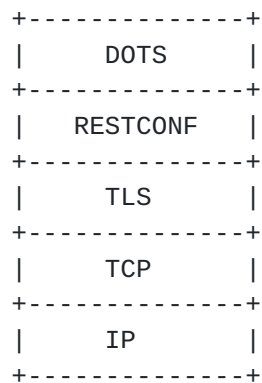 +--------------+
|     DOTS     |
+--------------+
|   RESTCONF   |
+--------------+
|     TLS      |
+--------------+
|     TCP      |
+--------------+
|     IP       |
+--------------+